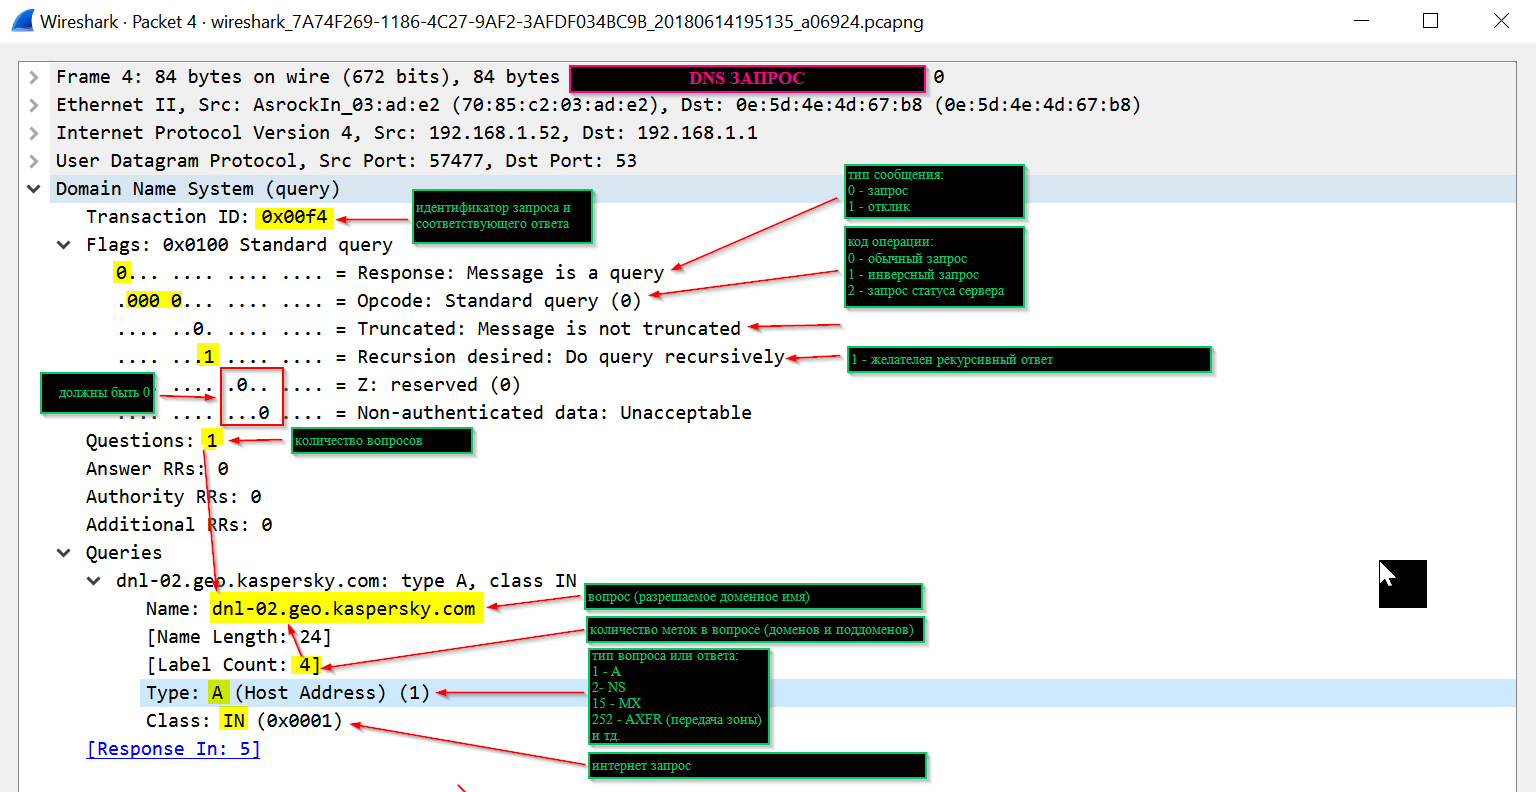 Wireshark · Packet 4 · wireshark_7A74F269-1186-4C27-9AF2-3AFDF034BC9B_20180614195135_a06924.pcapng
Frame 4: 84 bytes on wire (672 bits), 84 bytes DNS ЗАПРОС 0
Ethernet II, Src: AsrockIn_03:ad:e2 (70:85:c2:03:ad:e2), Dst: 0e:5d:4e:4d:67:b8 (0e:5d:4e:4d:67:b8)
Internet Protocol Version 4, Src: 192.168.1.52, Dst: 192.168.1.1
User Datagram Protocol, Src Port: 57477, Dst Port: 53
Domain Name System (query)
тип сообщения:
0 - запрос
1 - отклик
Transaction ID: 0x00f4
идентификатор запроса и
соответствующего ответа
Flags: 0x0100 Standard query
код операции:
0 - обычный запрос
1 - инверсный запрос
2 - запрос статуса сервера
0... .... .... .... = Response: Message is a query
.000 0... .... .... = Opcode: Standard query (0)
.... ..0. .... .... = Truncated: Message is not truncated
.... ...1 .... .... = Recursion desired: Do query recursively
1 - желателен рекурсивный ответ
. .... .0.. .... = Z: reserved (0)
должны быть 0
.... .... ...0 .... = Non-authenticated data: Unacceptable
Questions: 1
количество вопросов
Answer RRs: 0
Authority RRs: 0
Additional RRs: 0
Queries
dnl-02.geo.kaspersky.com: type A, class IN
Name: dnl-02.geo.kaspersky.com
вопрос (разрешаемое доменное имя)
[Name Length: 24]
количество меток в вопросе (доменов и поддоменов)
[Label Count: 4]
тип вопроса или ответа:
1 - A
2- NS
15 - MX
252 - AXFR (передача зоны)
и тд.
Type: A (Host Address) (1)
Class: IN (0x0001)
интернет запрос
[Response In: 5]